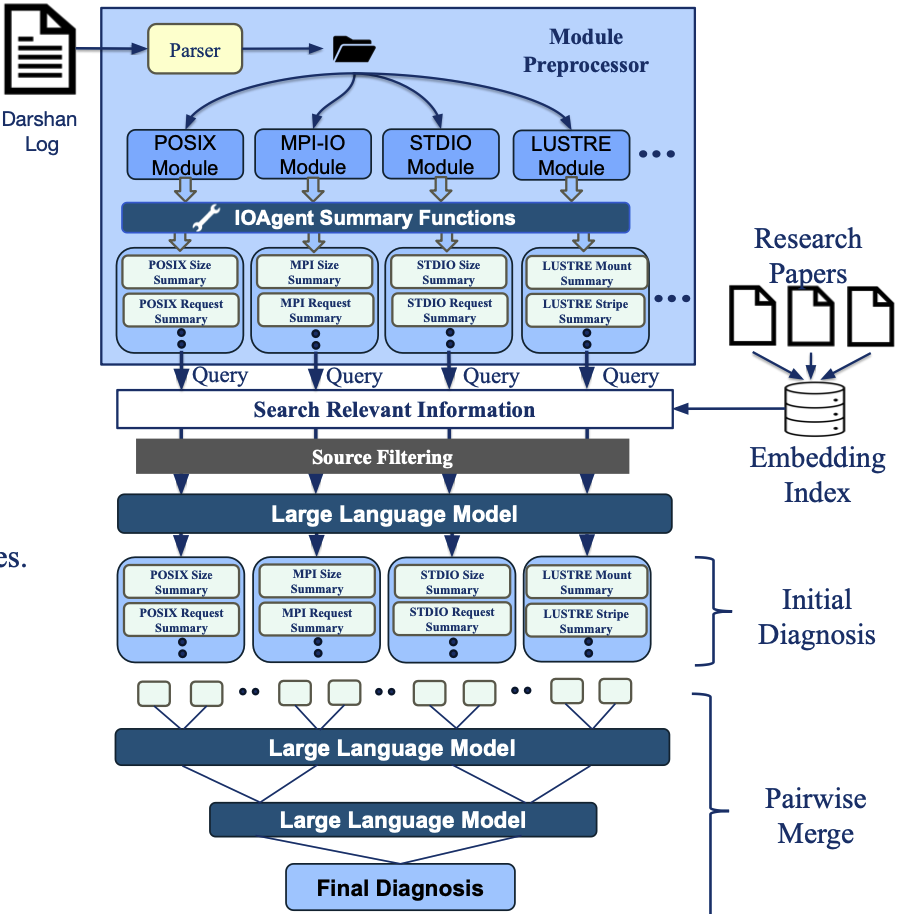 Darshan
Log
Parser
Module
Preprocessor
POSIX
Module
MPI-IO
Module
STDIO
Module
LUSTRE
Module
IOAgent Summary Functions
POSIX Size
Summary
POSIX Request
Summary
MPI Size
Summary
MPI Request
Summary
STDIO Size
Summary
STDIO Request
Summary
LUSTRE Mount
Summary
LUSTRE Stripe
Summary
Research
Papers
Query
Query
Query
Query
Search Relevant Information
Source Filtering
Embedding
Index
Large Language Model
es.
POSIX Size
Summary
POSIX Request
Summary
MPI Size
Summary
MPI Request
Summary
STDIO Size
Summary
STDIO Request
Summary
LUSTRE Mount
Summary
LUSTRE Stripe
Summary
Initial
Diagnosis
Large Language Model
Large Language Model
Pairwise
Merge
Final Diagnosis